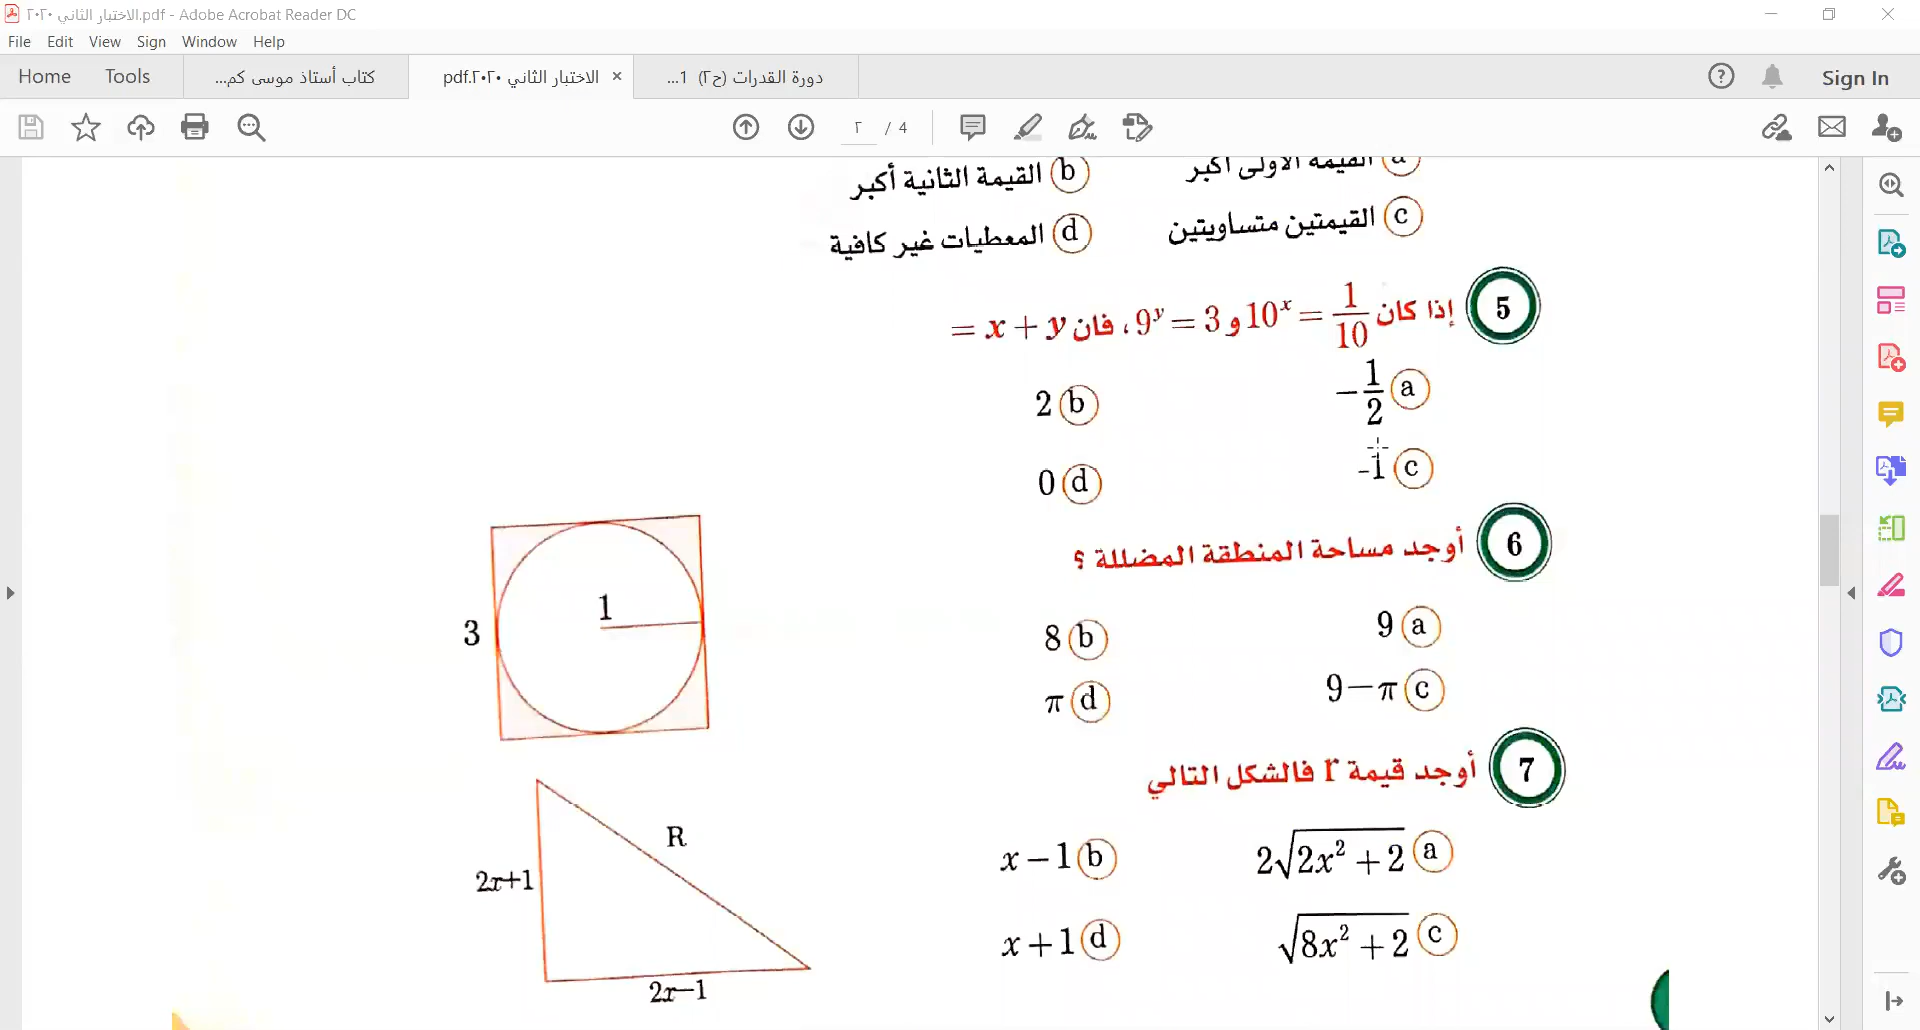 الاختبار الثاني ٢٠٢٠.pdf - Adobe Acrobat Reader DC
File Edit View Sign Window Help
Home Tools كتاب أستاذ موسى كم... الاختبار الثاني ٢٠٢٠.pdf × دورة القدرات (ح٢) 1... Sign In
٢ / 4
a القيمة الأولى أكبر b القيمة الثانية أكبر
c القيمتين متساويتين d المعطيات غير كافية
5 إذا كان 10^x = 1/10 و 9^y = 3 ، فان x + y =
a -1/2 b 2
c -1 d 0
6 أوجد مساحة المنطقة المضللة ؟
a 9 b 8
c 9-π d π
3 1
7 أوجد قيمة r فالشكل التالي
a 2√(2x² + 2) b x - 1
c √(8x² + 2) d x + 1
R
2x+1
2x-1